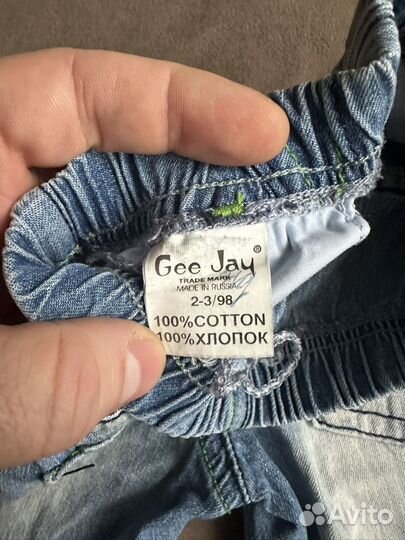 Gee Jay®
TRADE MARK
MADE IN RUSSIA
2-3/98
100%COTTON
100%ХЛОПОК
Avito